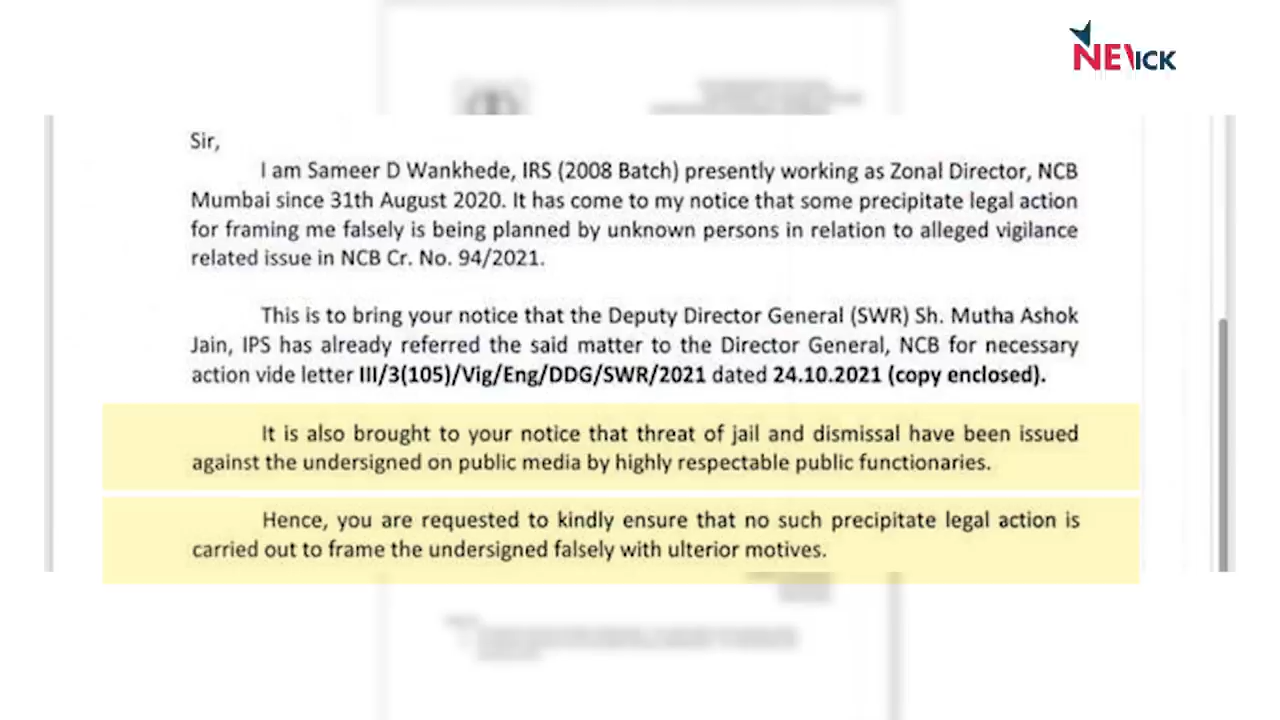 NEWICK
Sir,
I am Sameer D Wankhede, IRS (2008 Batch) presently working as Zonal Director, NCB
Mumbai since 31th August 2020. It has come to my notice that some precipitate legal action
for framing me falsely is being planned by unknown persons in relation to alleged vigilance
related issue in NCB Cr. No. 94/2021.
This is to bring your notice that the Deputy Director General (SWR) Sh. Mutha Ashok
Jain, IPS has already referred the said matter to the Director General, NCB for necessary
action vide letter III/3(105)/Vig/Eng/DDG/SWR/2021 dated 24.10.2021 (copy enclosed).
It is also brought to your notice that threat of jail and dismissal have been issued
against the undersigned on public media by highly respectable public functionaries.
Hence, you are requested to kindly ensure that no such precipitate legal action is
carried out to frame the undersigned falsely with ulterior motives.